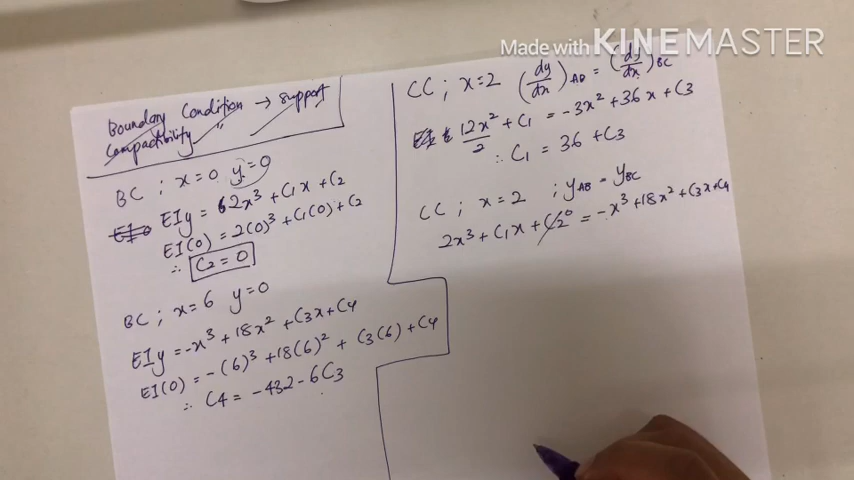 Made with KINEMASTER
Boundary Condition → support
Compactibility "
BC ; x=0 y=0
EIy = 2x³ + C₁x + C₂
EI(0) = 2(0)³ + C₁(0) + C₂
∴ C₂ = 0
BC ; x=6 y=0
EIy = -x³ + 18x² + C₃x + C₄
EI(0) = -(6)³ + 18(6)² + C₃(6) + C₄
∴ C₄ = -432 - 6C₃
CC ; x=2 (dy/dx)AB = (dy/dx)BC
12x²/2 + C₁ = -3x² + 36x + C₃
∴ C₁ = 36 + C₃
CC ; x=2 ; yAB = yBC
2x³ + C₁x + C₂⁰ = -x³ + 18x² + C₃x + C₄